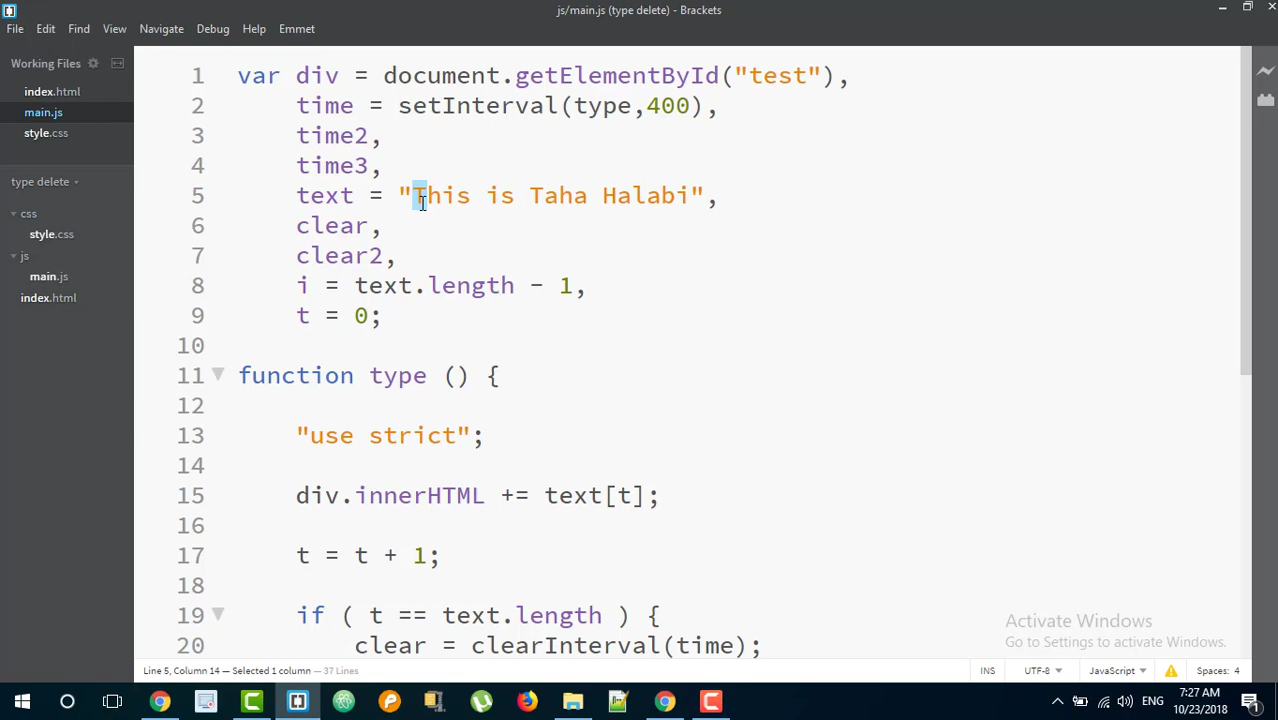 js/main.js (type delete) - Brackets
File Edit Find View Navigate Debug Help Emmet
Working Files
index.html
main.js
style.css
type delete
css
style.css
js
main.js
index.html
1 var div = document.getElementById("test"),
2 time = setInterval(type,400),
3 time2,
4 time3,
5 text = "This is Taha Halabi",
6 clear,
7 clear2,
8 i = text.length - 1,
9 t = 0;
10
11 function type () {
12
13 "use strict";
14
15 div.innerHTML += text[t];
16
17 t = t + 1;
18
19 if ( t == text.length ) {
20 clear = clearInterval(time);
Activate Windows
Go to Settings to activate Windows.
Line 5, Column 14 — Selected 1 column — 37 Lines
INS UTF-8 JavaScript Spaces: 4
ENG
7:27 AM
10/23/2018